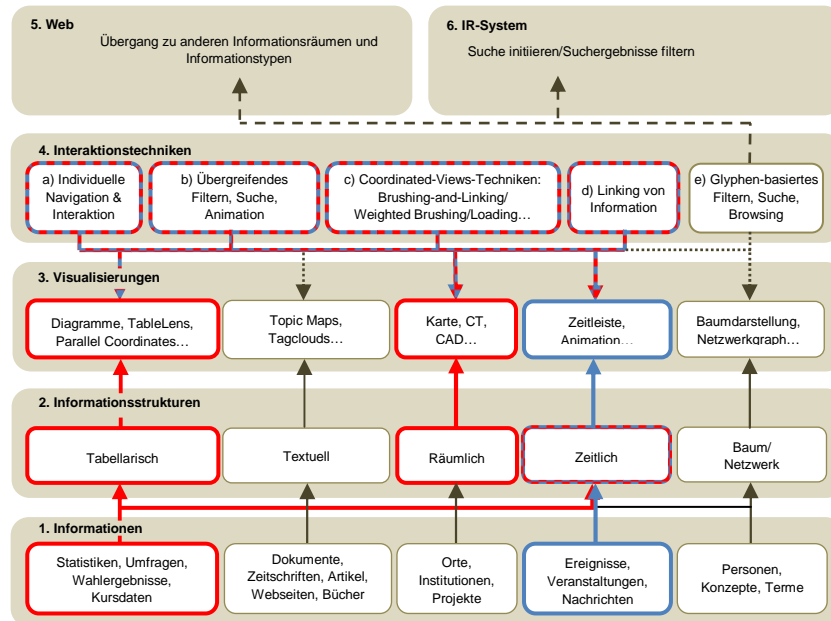 5. Web
Übergang zu anderen Informationsräumen und
Informationstypen
6. IR-System
Suche initiieren/Suchergebnisse filtern
4. Interaktionstechniken
a) Individuelle
Navigation &
Interaktion
b) Übergreifendes
Filtern, Suche,
Animation
c) Coordinated-Views-Techniken:
Brushing-and-Linking/
Weighted Brushing/Loading…
d) Linking von
Information
e) Glyphen-basiertes
Filtern, Suche,
Browsing
3. Visualisierungen
Diagramme, TableLens,
Parallel Coordinates…
Topic Maps,
Tagclouds…
Karte, CT,
CAD…
Zeitleiste,
Animation…
Baumdarstellung,
Netzwerkgraph…
2. Informationsstrukturen
Tabellarisch
Textuell
Räumlich
Zeitlich
Baum/
Netzwerk
1. Informationen
Statistiken, Umfragen,
Wahlergebnisse,
Kursdaten
Dokumente,
Zeitschriften, Artikel,
Webseiten, Bücher
Orte,
Institutionen,
Projekte
Ereignisse,
Veranstaltungen,
Nachrichten
Personen,
Konzepte, Terme